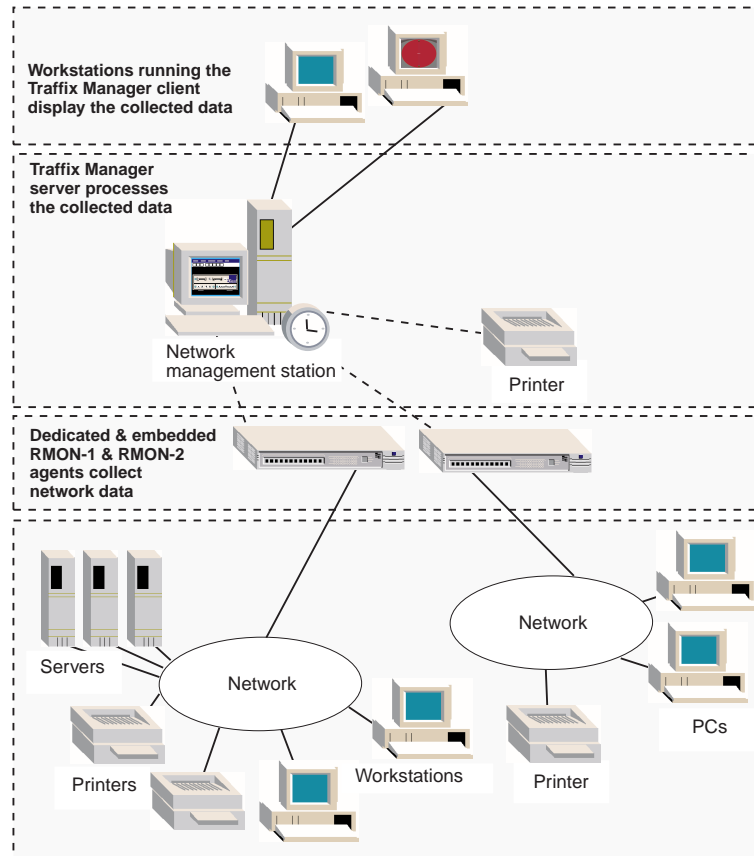 Workstations running the
Traffix Manager client
display the collected data
Traffix Manager
server processes
the collected data
Network
management station
Printer
Dedicated & embedded
RMON-1 & RMON-2
agents collect
network data
Servers
Network
Network
Printers
Workstations
Printer
PCs